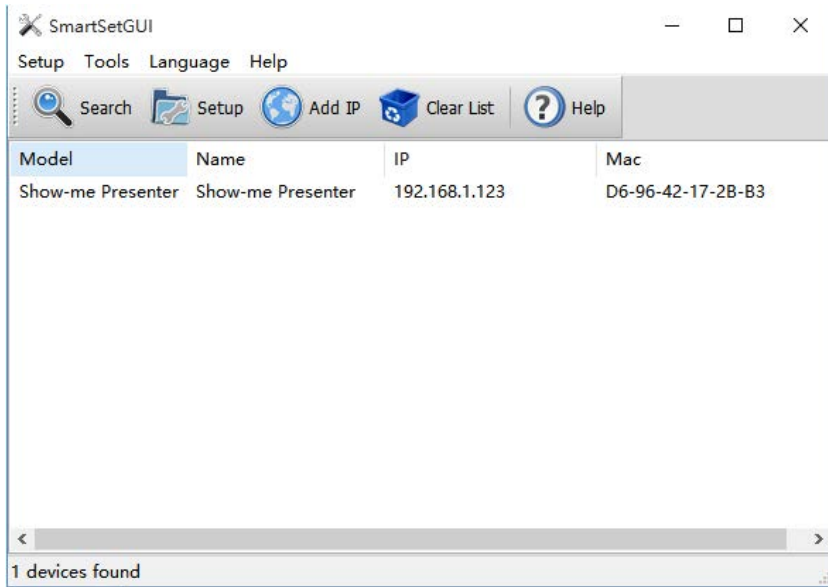 SmartSetGUI
Setup Tools Language Help
Search Setup Add IP Clear List Help
Model Name IP Mac
Show-me Presenter Show-me Presenter 192.168.1.123 D6-96-42-17-2B-B3
1 devices found